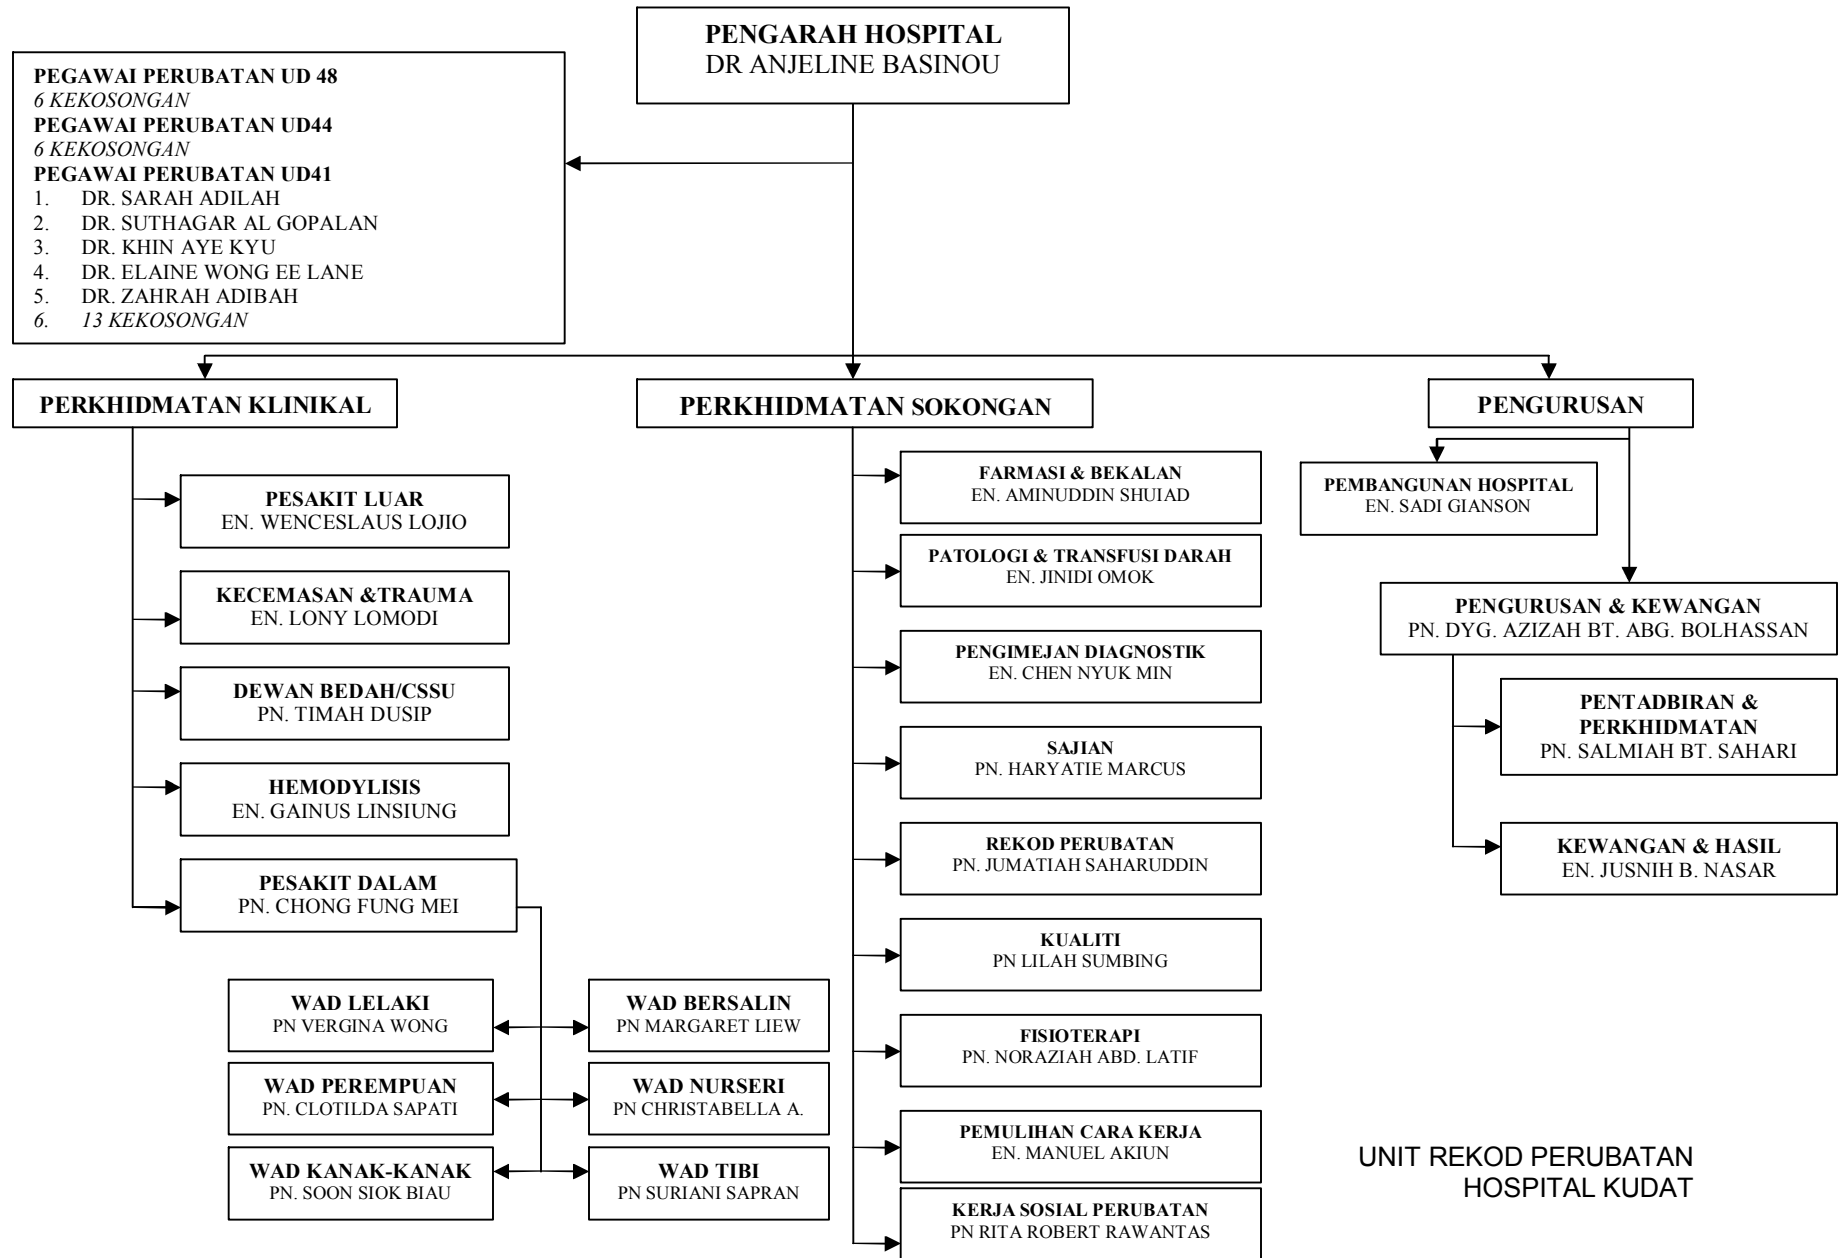 PENGARAH HOSPITAL
DR ANJELINE BASINOU
PEGAWAI PERUBATAN UD 48
6 KEKOSONGAN
PEGAWAI PERUBATAN UD44
6 KEKOSONGAN
PEGAWAI PERUBATAN UD41
1. DR. SARAH ADILAH
2. DR. SUTHAGAR AL GOPALAN
3. DR. KHIN AYE KYU
4. DR. ELAINE WONG EE LANE
5. DR. ZAHRAH ADIBAH
6. 13 KEKOSONGAN
PERKHIDMATAN KLINIKAL
PESAKIT LUAR
EN. WENCESLAUS LOJIO
KECEMASAN &TRAUMA
EN. LONY LOMODI
DEWAN BEDAH/CSSU
PN. TIMAH DUSIP
HEMODYLISIS
EN. GAINUS LINSIUNG
PESAKIT DALAM
PN. CHONG FUNG MEI
WAD LELAKI
PN VERGINA WONG
WAD BERSALIN
PN MARGARET LIEW
WAD PEREMPUAN
PN. CLOTILDA SAPATI
WAD NURSERI
PN CHRISTABELLA A.
WAD KANAK-KANAK
PN. SOON SIOK BIAU
WAD TIBI
PN SURIANI SAPRAN
PERKHIDMATAN SOKONGAN
FARMASI & BEKALAN
EN. AMINUDDIN SHUIAD
PATOLOGI & TRANSFUSI DARAH
EN. JINIDI OMOK
PENGIMEJAN DIAGNOSTIK
EN. CHEN NYUK MIN
SAJIAN
PN. HARYATIE MARCUS
REKOD PERUBATAN
PN. JUMATIAH SAHARUDDIN
KUALITI
PN LILAH SUMBING
FISIOTERAPI
PN. NORAZIAH ABD. LATIF
PEMULIHAN CARA KERJA
EN. MANUEL AKIUN
KERJA SOSIAL PERUBATAN
PN RITA ROBERT RAWANTAS
PENGURUSAN
PEMBANGUNAN HOSPITAL
EN. SADI GIANSON
PENGURUSAN & KEWANGAN
PN. DYG. AZIZAH BT. ABG. BOLHASSAN
PENTADBIRAN &
PERKHIDMATAN
PN. SALMIAH BT. SAHARI
KEWANGAN & HASIL
EN. JUSNIH B. NASAR
UNIT REKOD PERUBATAN
HOSPITAL KUDAT